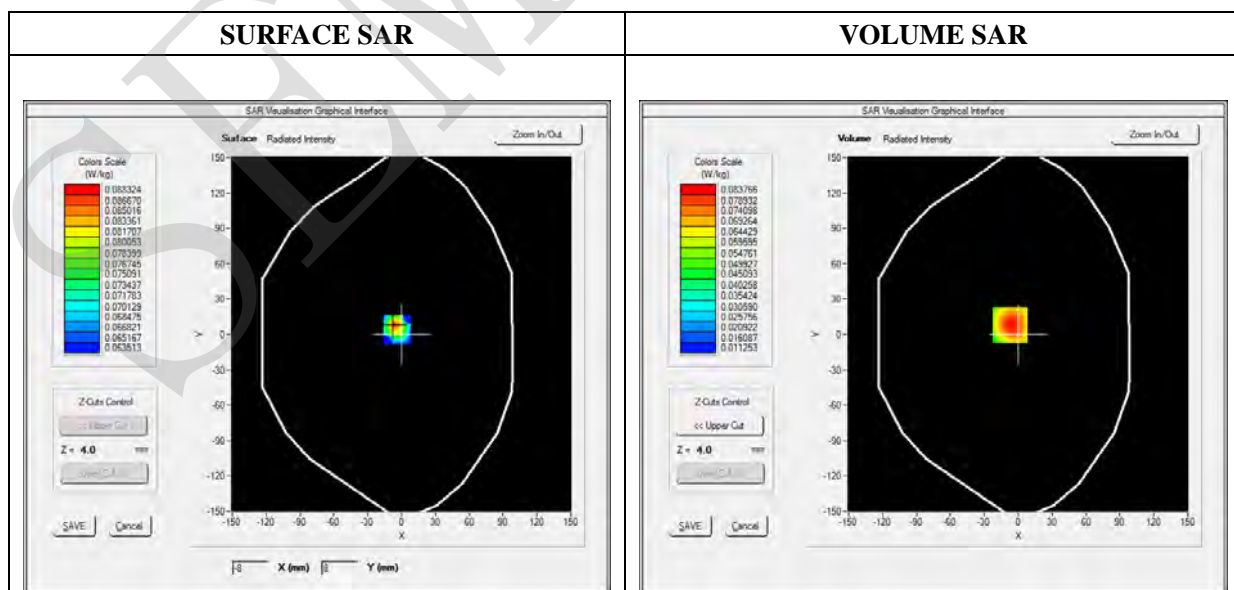 SURFACE SAR
VOLUME SAR
SAR Visualisation Graphical Interface
Surface Radiated Intensity
Zoom In/Out
Colors Scale
(W/kg)
0.088324
0.086670
0.085016
0.083361
0.081707
0.080053
0.078399
0.076745
0.075091
0.073437
0.071783
0.070129
0.068475
0.066821
0.065167
0.063513
Z-Cuts Control
<< Upper Cut
Z = 4.0 mm
SAVE
Cancel
150
120
90
60
30
0
-30
-60
-90
-120
-150
Y
-150 -120 -90 -60 -30 0 30 60 90 120 150
X
-8 X (mm) 8 Y (mm)
SAR Visualisation Graphical Interface
Volume Radiated Intensity
Zoom In/Out
Colors Scale
(W/kg)
0.083766
0.078932
0.074098
0.069264
0.064429
0.059595
0.054761
0.049927
0.045093
0.040258
0.035424
0.030590
0.025756
0.020922
0.016087
0.011253
Z-Cuts Control
<< Upper Cut
Z = 4.0 mm
SAVE
Cancel
150
120
90
60
30
0
-30
-60
-90
-120
-150
Y
-150 -120 -90 -60 -30 0 30 60 90 120 150
X